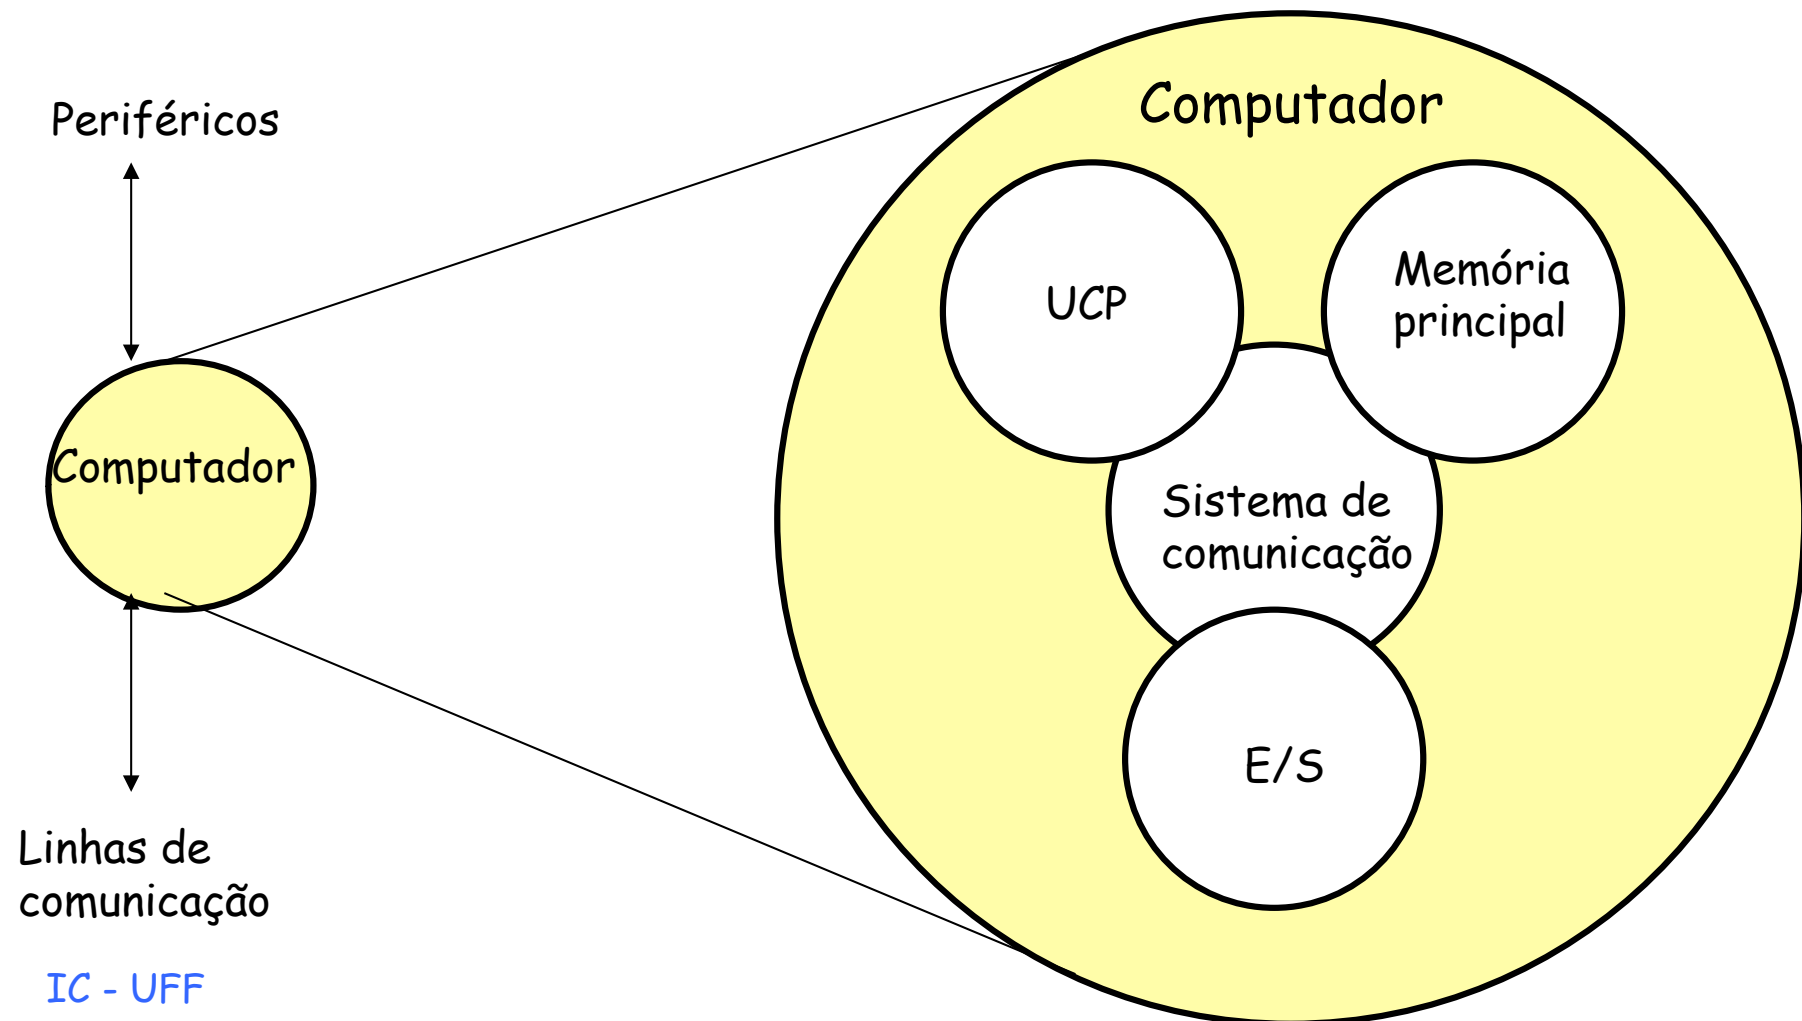 Periféricos
Computador
Linhas de
comunicação
IC - UFF
Computador
UCP
Memória
principal
Sistema de
comunicação
E/S